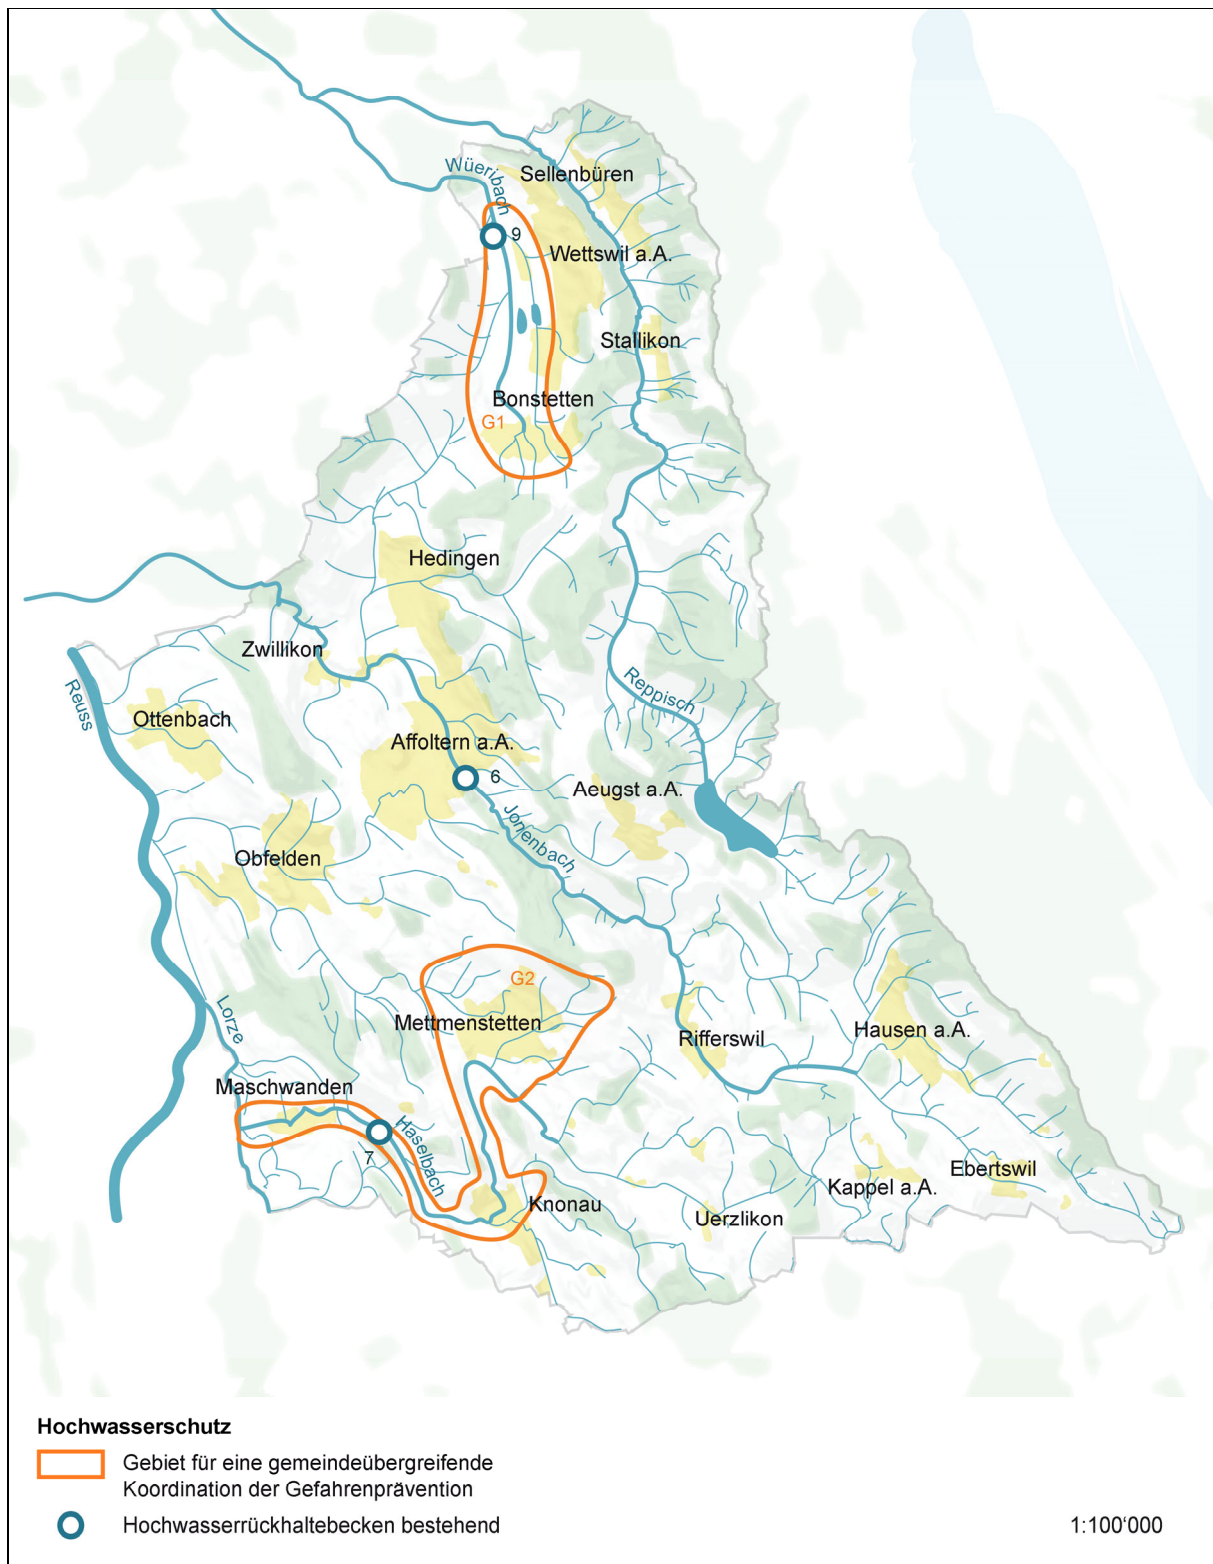 Wüeribach
Sellenbüren
9
Wettswil a.A.
Stallikon
Bonstetten
G1
Hedingen
Zwillikon
Reuss
Reppisch
Ottenbach
Affoltern a.A.
6
Aeugst a.A.
Jonenbach
Obfelden
G2
Lorze
Mettmenstetten
Rifferswil
Hausen a.A.
Maschwanden
Haselbach
7
Ebertswil
Kappel a.A.
Knonau
Uerzlikon
Hochwasserschutz
Gebiet für eine gemeindeübergreifende
Koordination der Gefahrenprävention
Hochwasserrückhaltebecken bestehend
1:100‘000